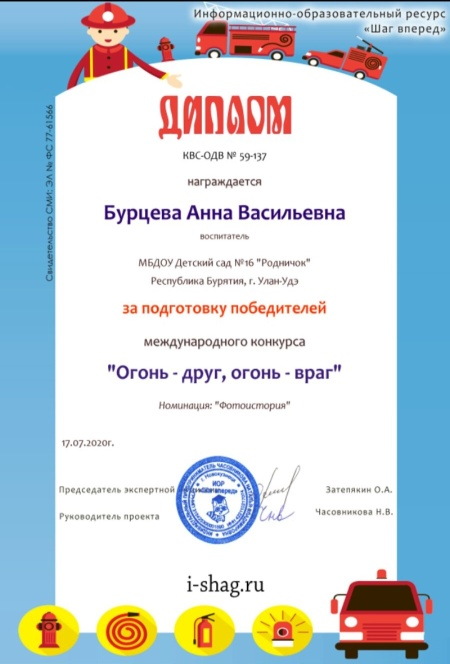 Информационно-образовательный ресурс
«Шаг вперед»
Свидетельство СМИ: ЭЛ № ФС 77-61566
ДИПЛОМ
КВС-ОДВ № 59-137
награждается
Бурцева Анна Васильевна
воспитатель
МБДОУ Детский сад №16 "Родничок"
Республика Бурятия, г. Улан-Удэ
за подготовку победителей
международного конкурса
"Огонь - друг, огонь - враг"
Номинация: "Фотоистория"
17.07.2020г.
Председатель экспертной
Затепякин О.А.
Руководитель проекта
Часовникова Н.В.
ИОР
i-shag.ru